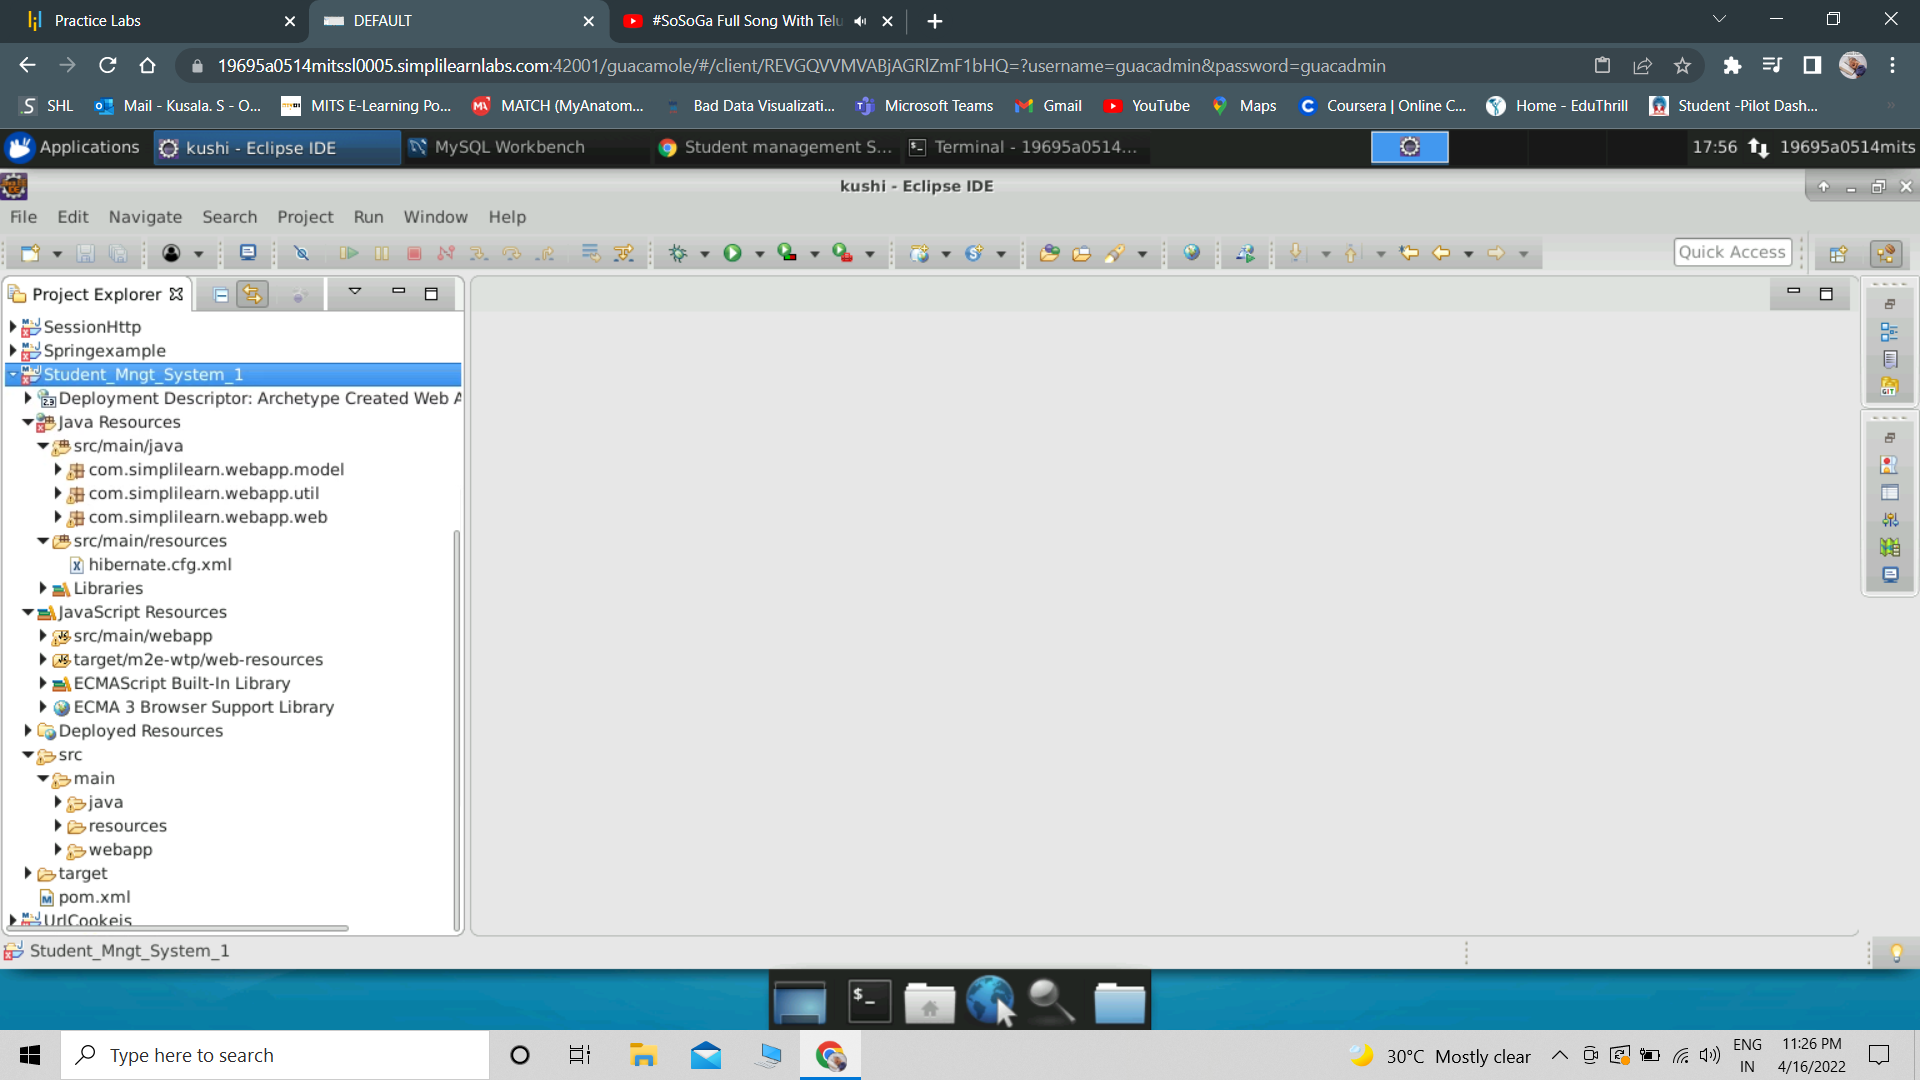 Practice Labs
DEFAULT
#SoSoGa Full Song With Telu
19695a0514mitssl0005.simplilearnlabs.com:42001/guacamole/#/client/REVGQVVMVABjAGRlZmF1bHQ=?username=guacadmin&password=guacadmin
SHL
Mail - Kusala. S - O...
MITS E-Learning Po...
MATCH (MyAnatom...
Bad Data Visualizati...
Microsoft Teams
Gmail
YouTube
Maps
Coursera | Online C...
Home - EduThrill
Student -Pilot Dash...
Applications
kushi - Eclipse IDE
MySQL Workbench
Student management S...
Terminal - 19695a0514...
17:56
19695a0514mits
kushi - Eclipse IDE
File Edit Navigate Search Project Run Window Help
Quick Access
Project Explorer
SessionHttp
Springexample
Student_Mngt_System_1
Deployment Descriptor: Archetype Created Web A
Java Resources
src/main/java
com.simplilearn.webapp.model
com.simplilearn.webapp.util
com.simplilearn.webapp.web
src/main/resources
hibernate.cfg.xml
Libraries
JavaScript Resources
src/main/webapp
target/m2e-wtp/web-resources
ECMAScript Built-In Library
ECMA 3 Browser Support Library
Deployed Resources
src
main
java
resources
webapp
target
pom.xml
UrlCookeis
Student_Mngt_System_1
Type here to search
30°C Mostly clear
ENG
IN
11:26 PM
4/16/2022